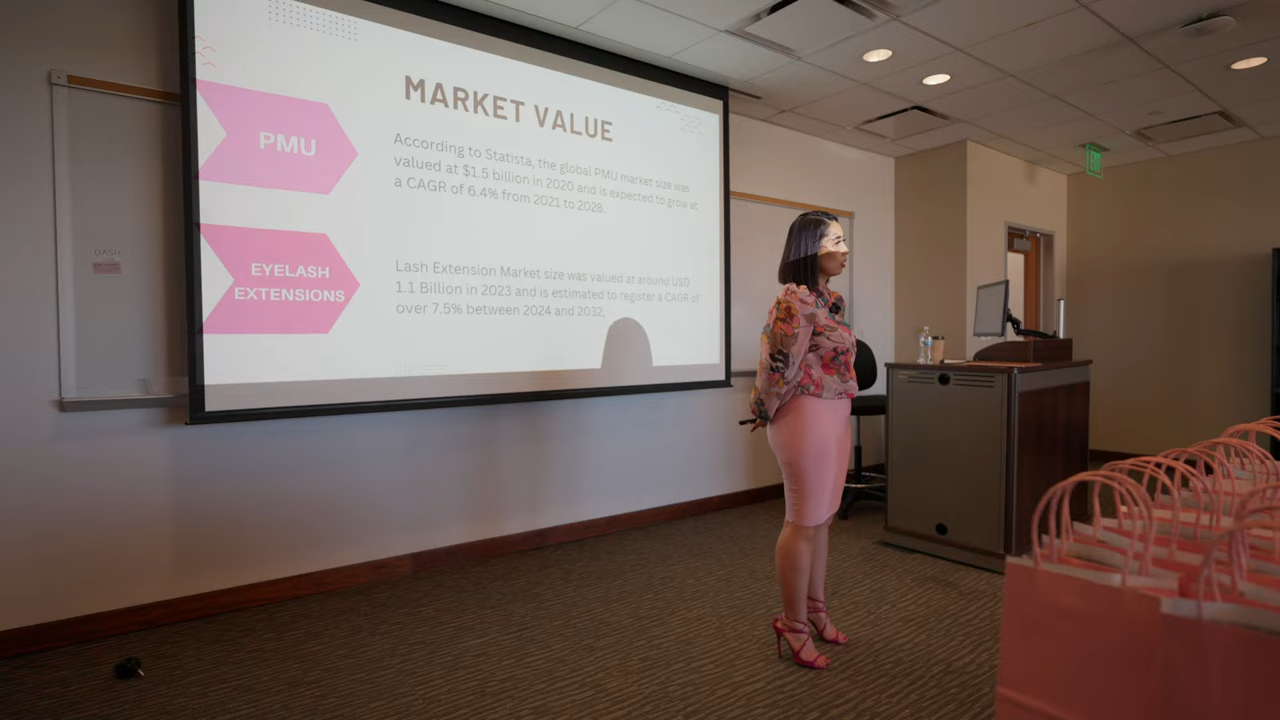 MARKET VALUE
PMU
According to Statista, the global PMU market size was
valued at $1.5 billion in 2020 and is expected to grow at
a CAGR of 6.4% from 2021 to 2028.
EYELASH
EXTENSIONS
Lash Extension Market size was valued at around USD
1.1 Billion in 2023 and is estimated to register a CAGR of
over 7.5% between 2024 and 2032,
DASH
EXIT